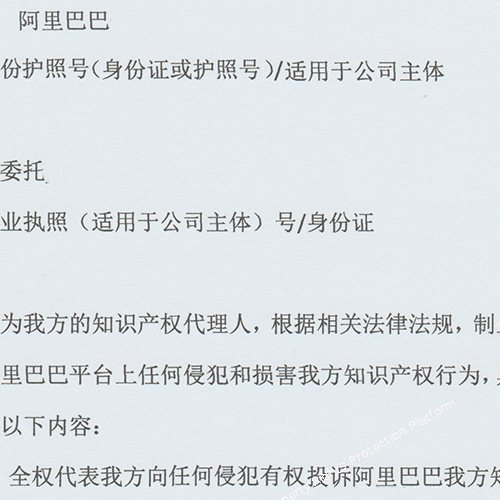 阿里巴巴
份护照号（身份证或护照号）/适用于公司主体
委托
业执照（适用于公司主体）号/身份证
为我方的知识产权代理人，根据相关法律法规，制
里巴巴平台上任何侵犯和损害我方知识产权行为，
以下内容：
Protection Platform
全权代表我方向任何侵犯有权投诉阿里巴巴我方知